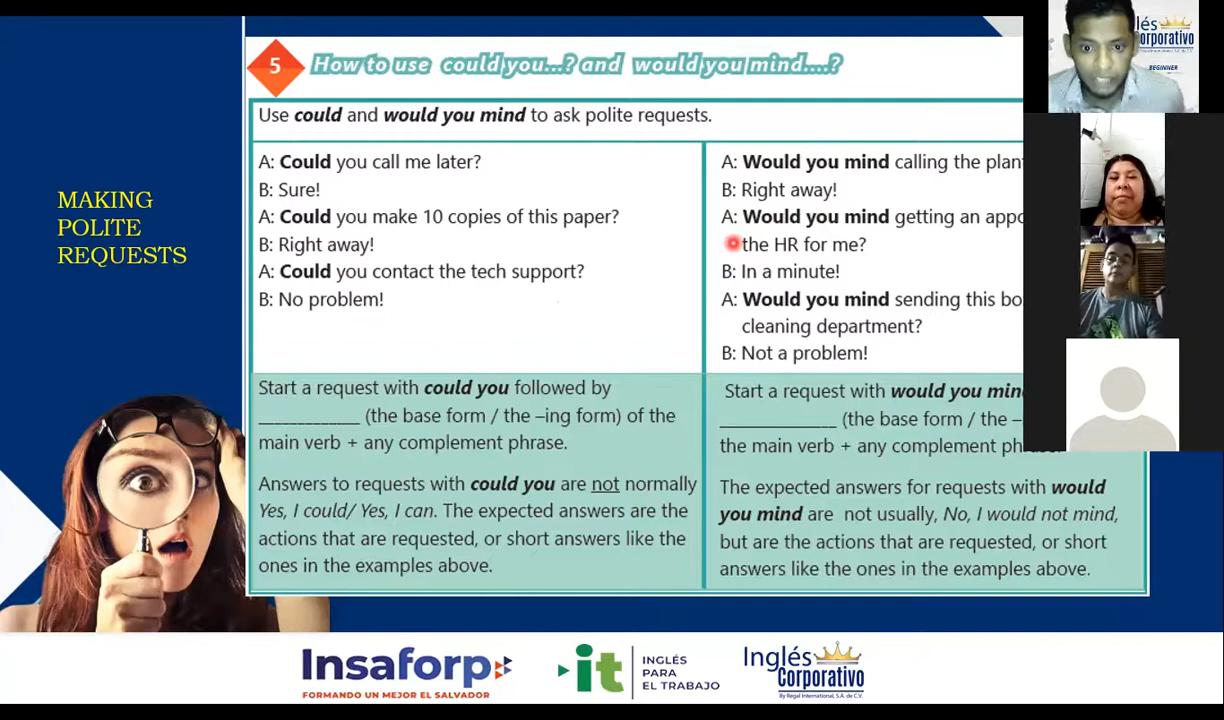 5 How to use could you...? and would you mind....?
Use could and would you mind to ask polite requests.
MAKING
POLITE
REQUESTS
A: Could you call me later?
B: Sure!
A: Could you make 10 copies of this paper?
B: Right away!
A: Could you contact the tech support?
B: No problem!
Start a request with could you followed by
____________ (the base form / the –ing form) of the
main verb + any complement phrase.
Answers to requests with could you are not normally
Yes, I could/ Yes, I can. The expected answers are the
actions that are requested, or short answers like the
ones in the examples above.
A: Would you mind calling the plant
B: Right away!
A: Would you mind getting an appo
the HR for me?
B: In a minute!
A: Would you mind sending this bo
cleaning department?
B: Not a problem!
Start a request with would you mind
______________ (the base form / the –
the main verb + any complement phrase.
The expected answers for requests with would
you mind are not usually, No, I would not mind,
but are the actions that are requested, or short
answers like the ones in the examples above.
lés
Corporativo
BEGINNER
Insaforp
FORMANDO UN MEJOR EL SALVADOR
it
INGLÉS
PARA
EL TRABAJO
Inglés
Corporativo
By Regal International, S.A. de C.V.